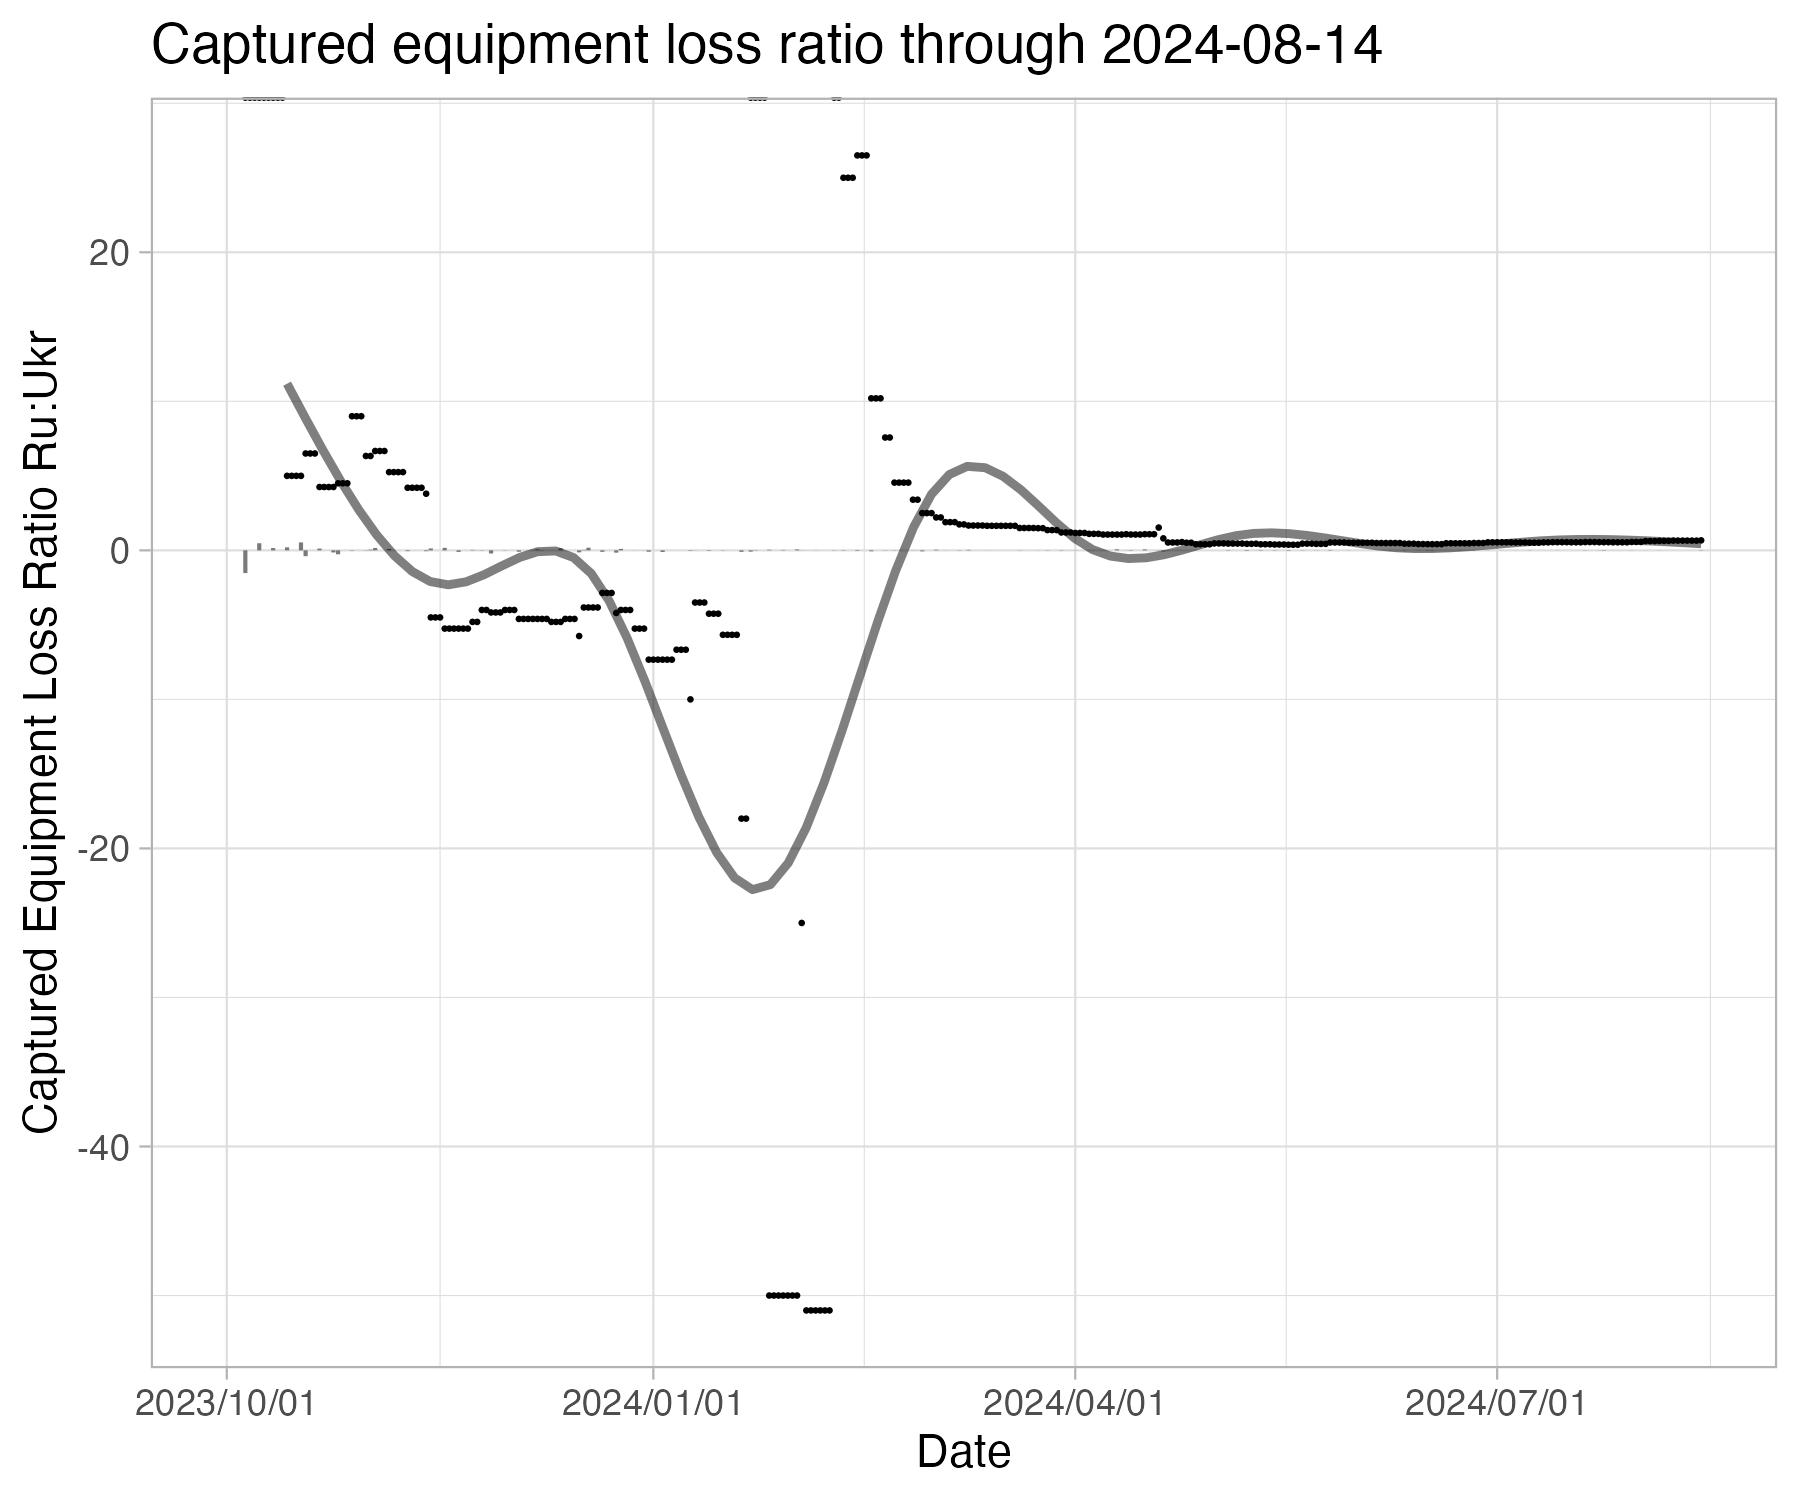 Captured equipment loss ratio through 2024-08-14
Captured Equipment Loss Ratio Ru:Ukr
20
0
-20
-40
2023/10/01
2024/01/01
2024/04/01
2024/07/01
Date